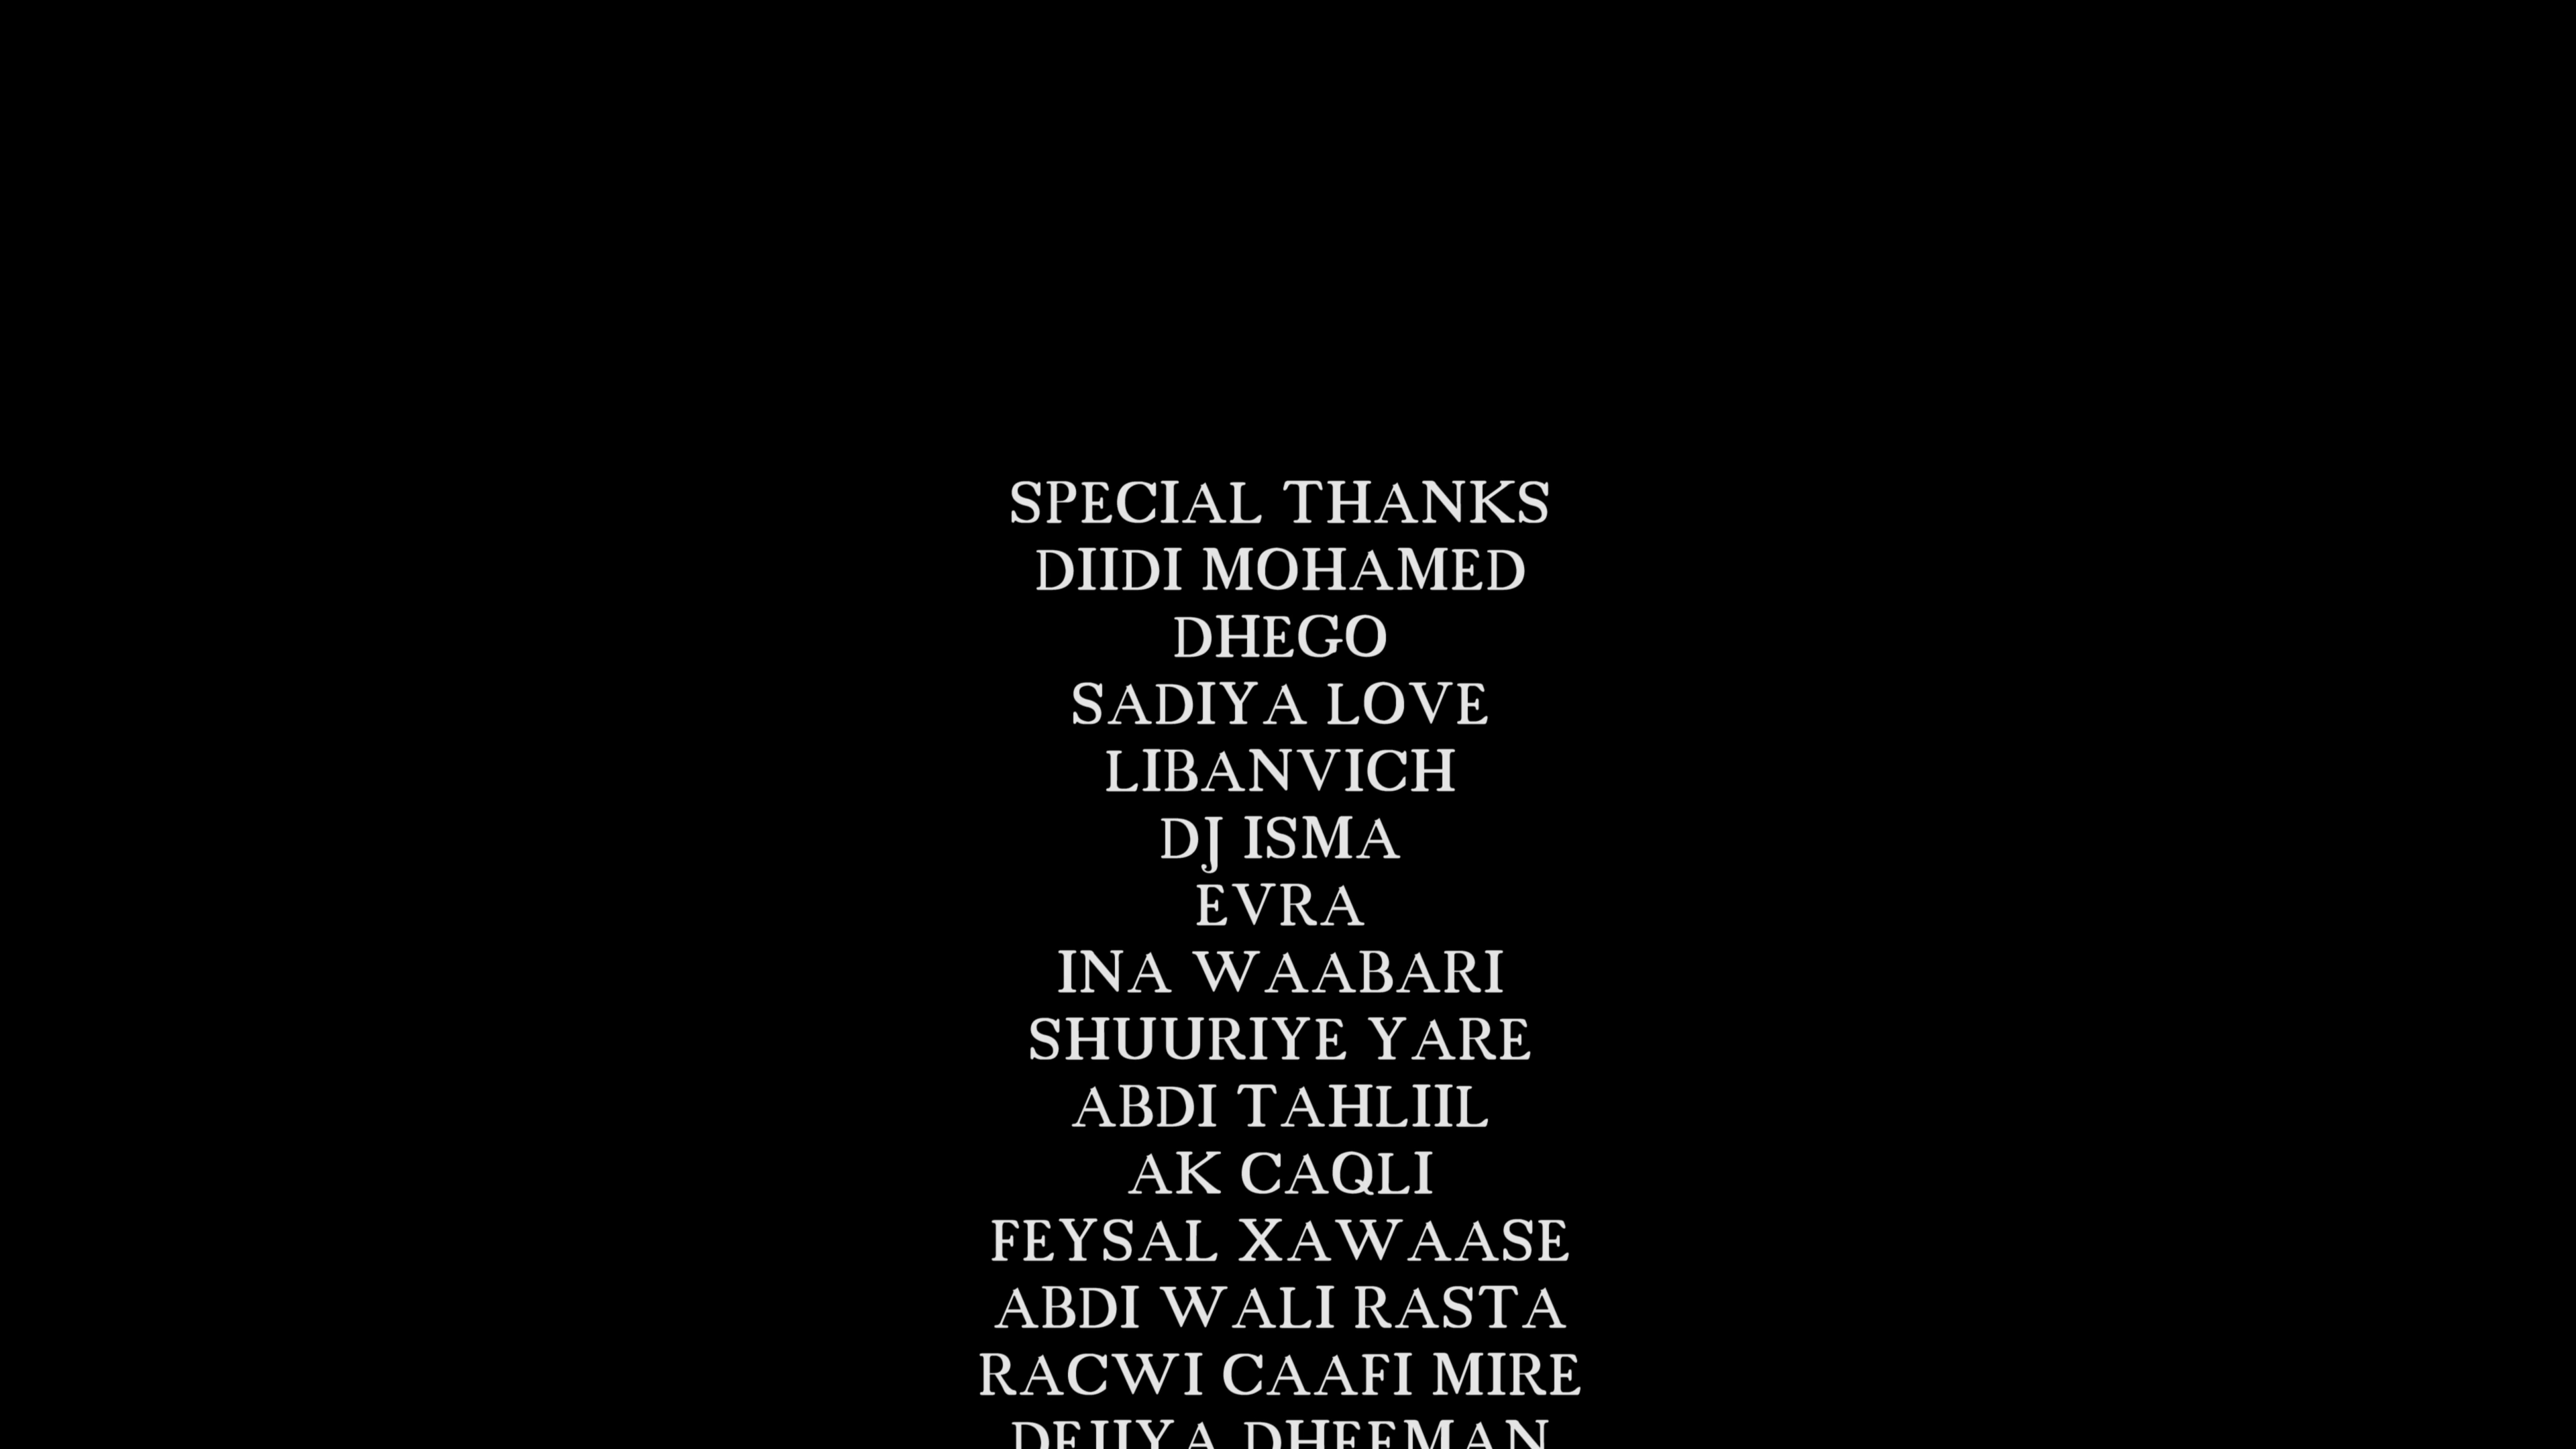 SPECIAL THANKS
DIIDI MOHAMED
DHEGO
SADIYA LOVE
LIBANVICH
DJ ISMA
EVRA
INA WAABARI
SHUURIYE YARE
ABDI TAHLIIL
AK CAQLI
FEYSAL XAWAASE
ABDI WALI RASTA
RACWI CAAFI MIRE
DHEEMAN